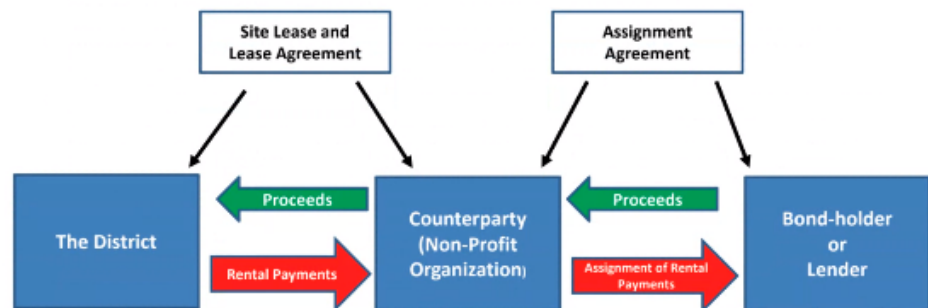 Site Lease and
Lease Agreement
Assignment
Agreement
The District
Proceeds
Rental Payments
Counterparty
(Non-Profit
Organization)
Proceeds
Assignment of Rental
Payments
Bond-holder
or
Lender